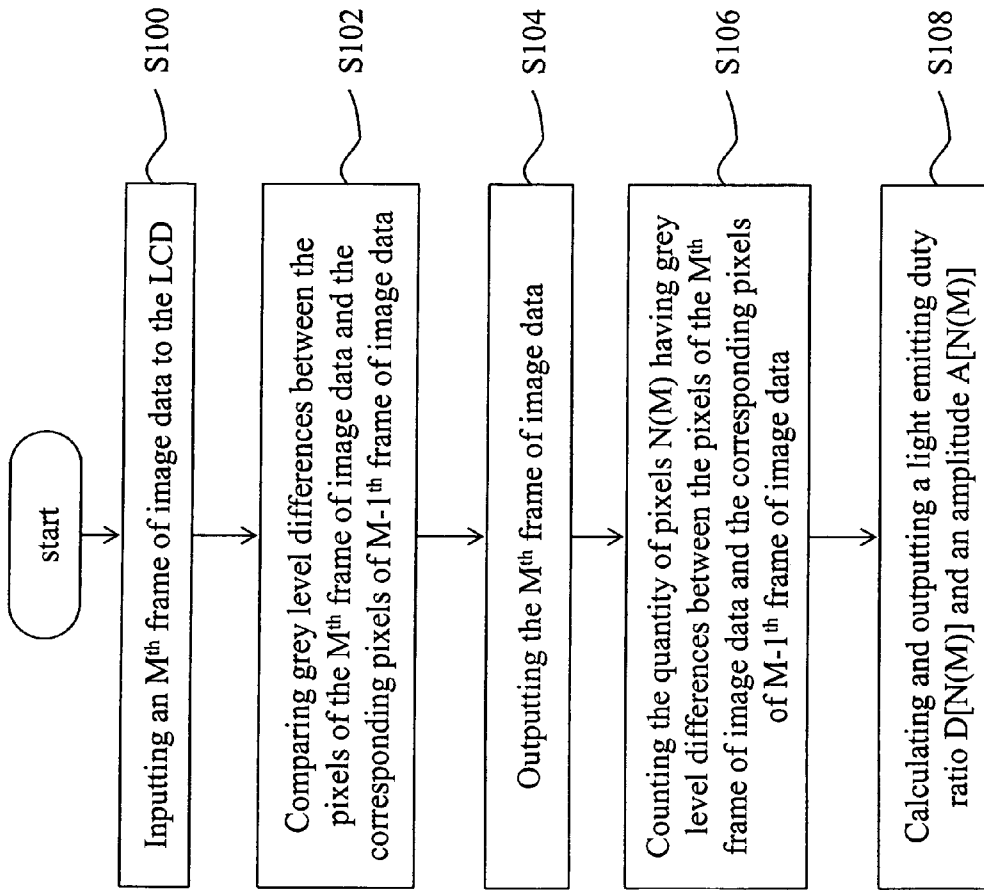 start
Inputting an Mth frame of image data to the LCD
S100
Comparing grey level differences between the
pixels of the Mth frame of image data and the
corresponding pixels of M-1th frame of image data
S102
Outputting the Mth frame of image data
S104
Counting the quantity of pixels N(M) having grey
level differences between the pixels of the Mth
frame of image data and the corresponding pixels
of M-1th frame of image data
S106
Calculating and outputting a light emitting duty
ratio D[N(M)] and an amplitude A[N(M)]
S108